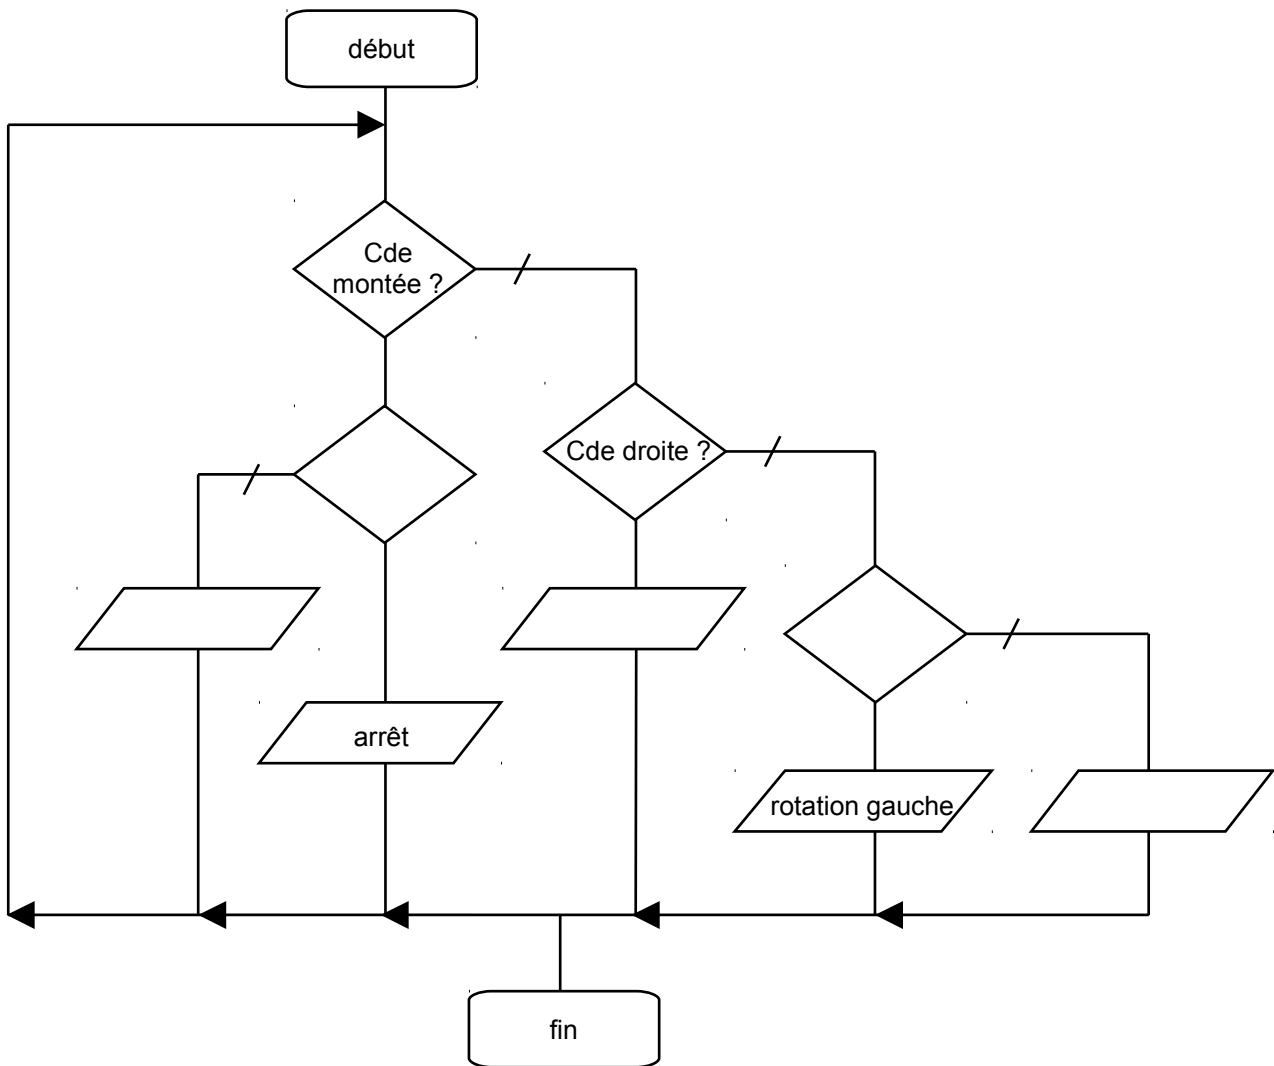 début
Cde
montée ?
Cde droite ?
arrêt
rotation gauche
fin